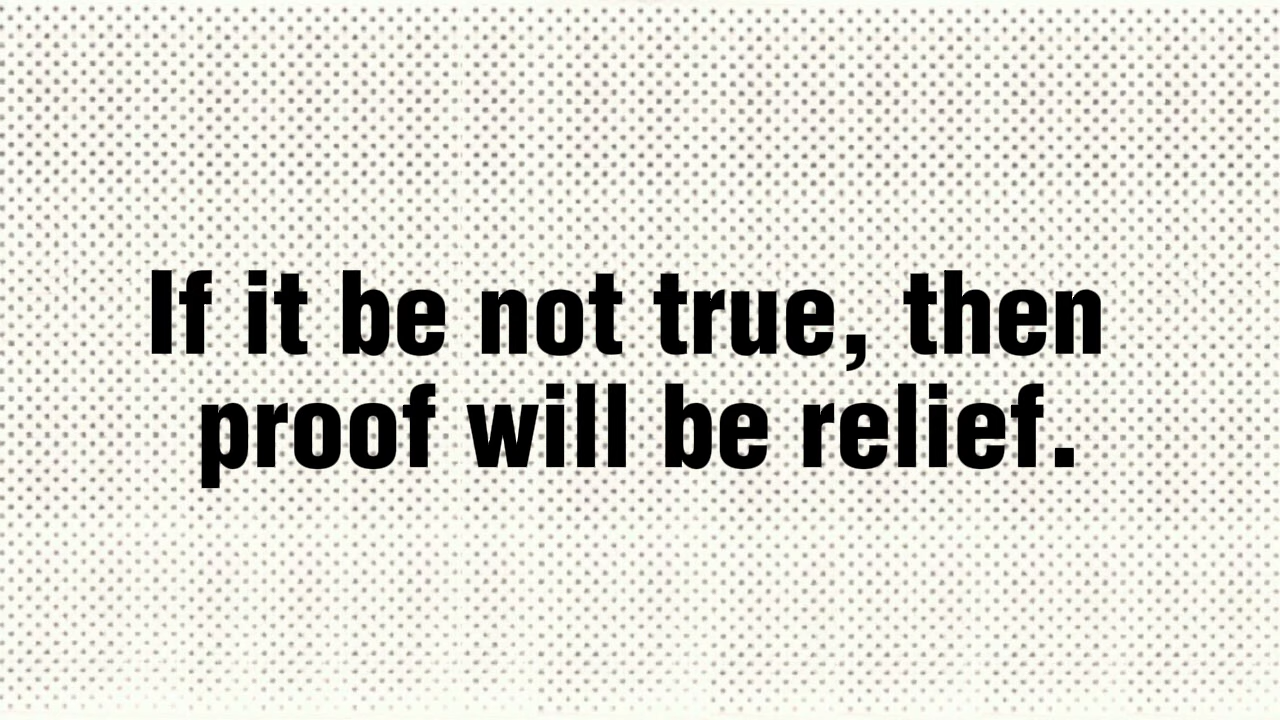 If it be not true, then
proof will be relief.